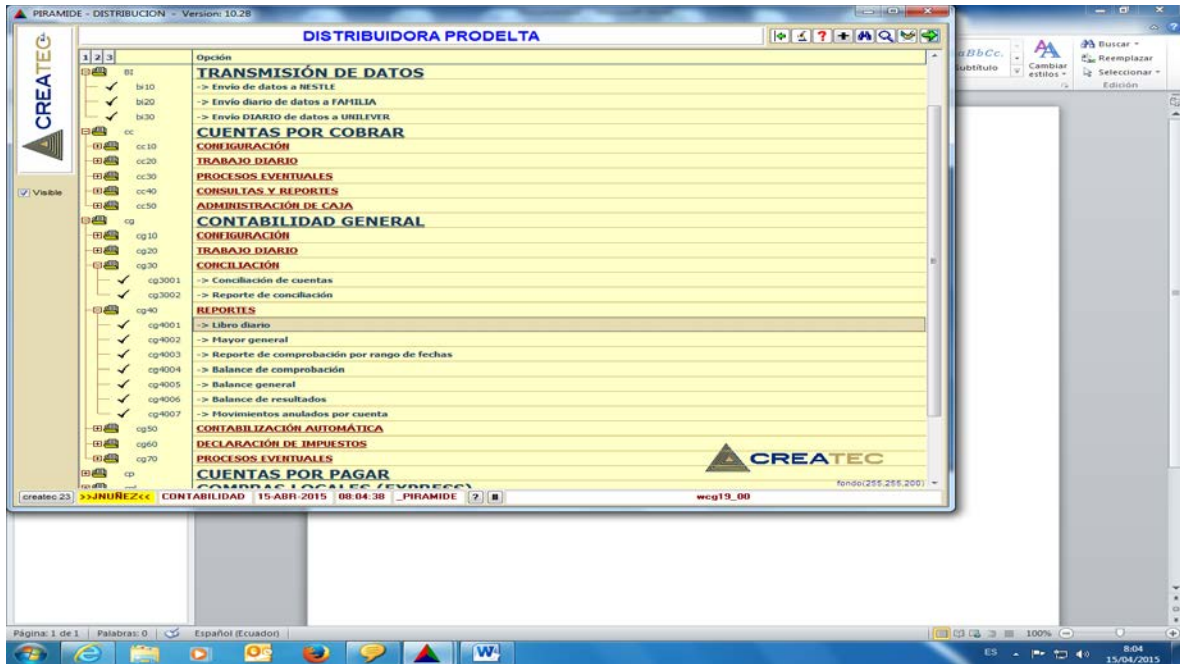 PIRAMIDE - DISTRIBUCION - Version: 10.28
DISTRIBUIDORA PRODELTA
CREATEC
Visible
1 2 3 Opción
BI TRANSMISIÓN DE DATOS
bi10 -> Envío de datos a NESTLE
bi20 -> Envío diario de datos a FAMILIA
bi30 -> Envío DIARIO de datos a UNILEVER
cc CUENTAS POR COBRAR
cc10 CONFIGURACIÓN
cc20 TRABAJO DIARIO
cc30 PROCESOS EVENTUALES
cc40 CONSULTAS Y REPORTES
cc50 ADMINISTRACIÓN DE CAJA
cg CONTABILIDAD GENERAL
cg10 CONFIGURACIÓN
cg20 TRABAJO DIARIO
cg30 CONCILIACIÓN
cg3001 -> Conciliación de cuentas
cg3002 -> Reporte de conciliación
cg40 REPORTES
cg4001 -> Libro diario
cg4002 -> Mayor general
cg4003 -> Reporte de comprobación por rango de fechas
cg4004 -> Balance de comprobación
cg4005 -> Balance general
cg4006 -> Balance de resultados
cg4007 -> Movimientos anulados por cuenta
cg50 CONTABILIZACIÓN AUTOMÁTICA
cg60 DECLARACIÓN DE IMPUESTOS
cg70 PROCESOS EVENTUALES
cp CUENTAS POR PAGAR
COMPRAS LOCALES (EXPRESS)
CREATEC
fondo(255,255,200)
createc 23 >>JNUÑEZ<< CONTABILIDAD 15-ABR-2015 08:04:38 _PIRAMIDE ? wcg19_00
aBbCc.
Subtítulo
Cambiar estilos
Buscar
Reemplazar
Seleccionar
Edición
Página: 1 de 1 Palabras: 0 Español (Ecuador) 100%
ES 8:04
15/04/2015